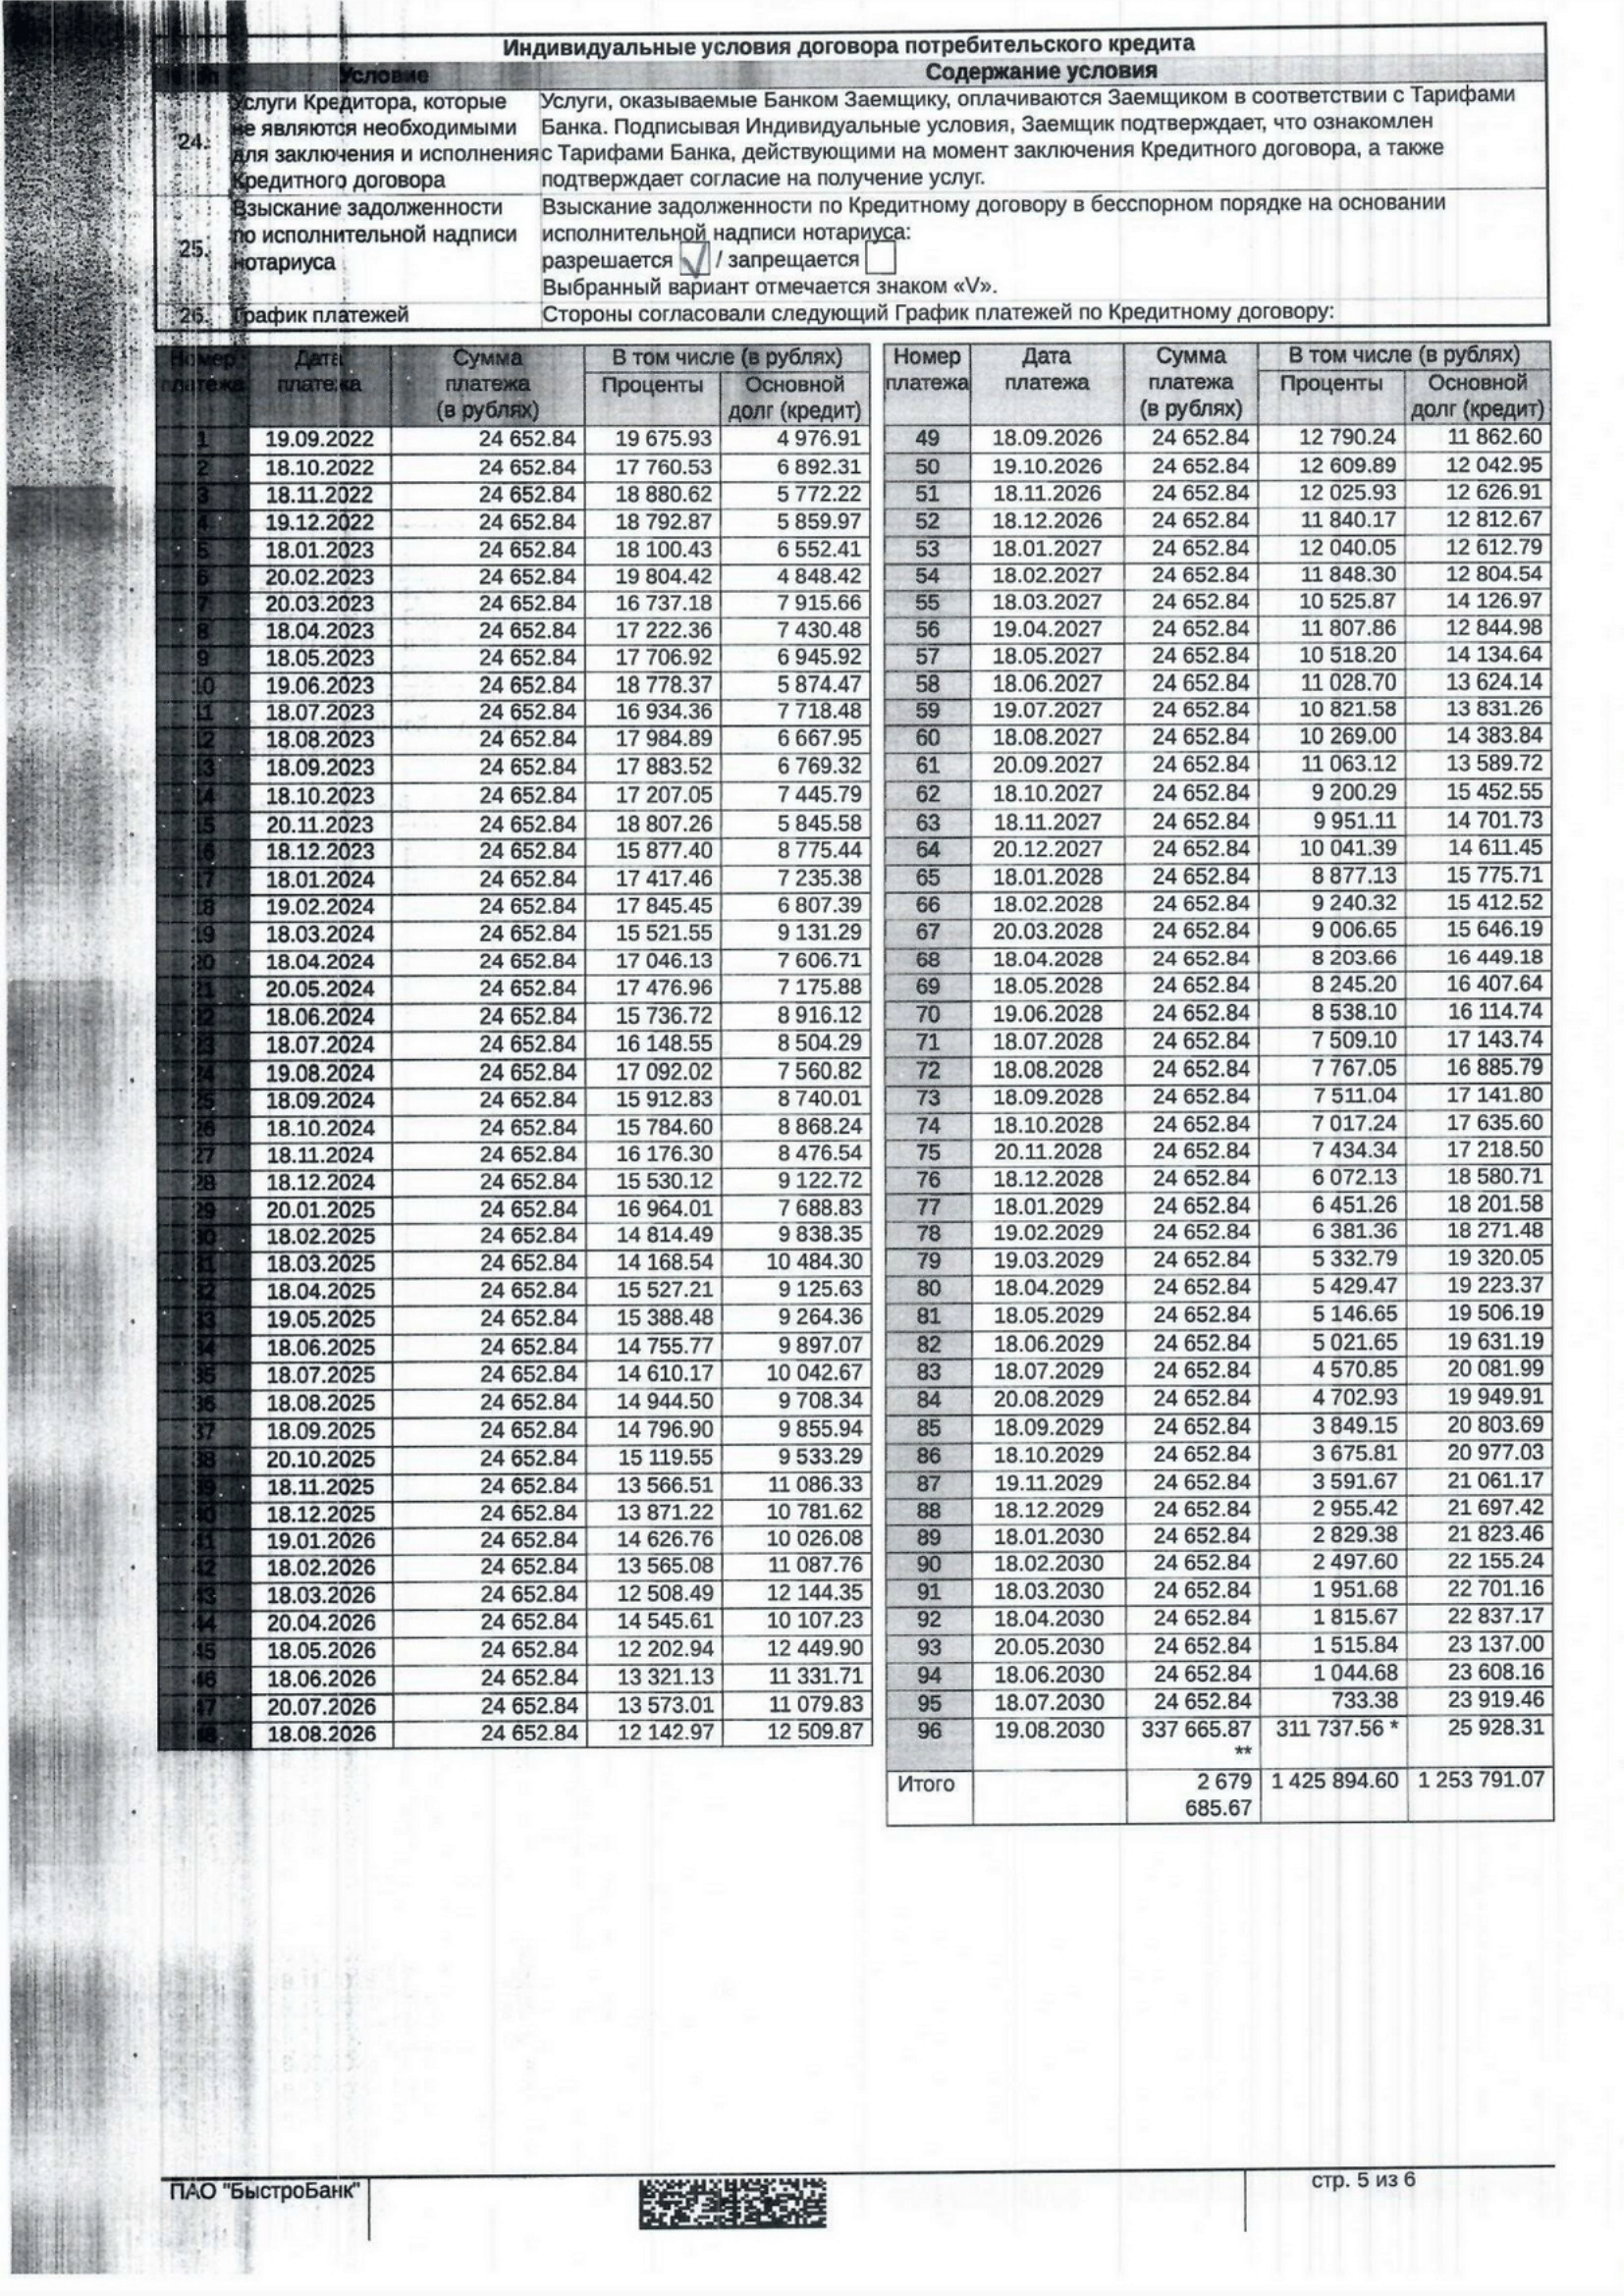 Индивидуальные условия договора потребительского кредита
Условие Содержание условия
24. Услуги Кредитора, которые не являются необходимыми для заключения и исполнения Кредитного договора
Услуги, оказываемые Банком Заемщику, оплачиваются Заемщиком в соответствии с Тарифами
Банка. Подписывая Индивидуальные условия, Заемщик подтверждает, что ознакомлен
с Тарифами Банка, действующими на момент заключения Кредитного договора, а также
подтверждает согласие на получение услуг.
25. Взыскание задолженности по исполнительной надписи нотариуса
Взыскание задолженности по Кредитному договору в бесспорном порядке на основании
исполнительной надписи нотариуса:
разрешается V / запрещается
Выбранный вариант отмечается знаком «V».
26. График платежей Стороны согласовали следующий График платежей по Кредитному договору:
Номер платежа Дата платежа Сумма платежа (в рублях) В том числе (в рублях) Проценты Основной долг (кредит)
1 19.09.2022 24 652.84 19 675.93 4 976.91
2 18.10.2022 24 652.84 17 760.53 6 892.31
3 18.11.2022 24 652.84 18 880.62 5 772.22
4 19.12.2022 24 652.84 18 792.87 5 859.97
5 18.01.2023 24 652.84 18 100.43 6 552.41
6 20.02.2023 24 652.84 19 804.42 4 848.42
7 20.03.2023 24 652.84 16 737.18 7 915.66
8 18.04.2023 24 652.84 17 222.36 7 430.48
9 18.05.2023 24 652.84 17 706.92 6 945.92
10 19.06.2023 24 652.84 18 778.37 5 874.47
11 18.07.2023 24 652.84 16 934.36 7 718.48
12 18.08.2023 24 652.84 17 984.89 6 667.95
13 18.09.2023 24 652.84 17 883.52 6 769.32
14 18.10.2023 24 652.84 17 207.05 7 445.79
15 20.11.2023 24 652.84 18 807.26 5 845.58
16 18.12.2023 24 652.84 15 877.40 8 775.44
17 18.01.2024 24 652.84 17 417.46 7 235.38
18 19.02.2024 24 652.84 17 845.45 6 807.39
19 18.03.2024 24 652.84 15 521.55 9 131.29
20 18.04.2024 24 652.84 17 046.13 7 606.71
21 20.05.2024 24 652.84 17 476.96 7 175.88
22 18.06.2024 24 652.84 15 736.72 8 916.12
23 18.07.2024 24 652.84 16 148.55 8 504.29
24 19.08.2024 24 652.84 17 092.02 7 560.82
25 18.09.2024 24 652.84 15 912.83 8 740.01
26 18.10.2024 24 652.84 15 784.60 8 868.24
27 18.11.2024 24 652.84 16 176.30 8 476.54
28 18.12.2024 24 652.84 15 530.12 9 122.72
29 20.01.2025 24 652.84 16 964.01 7 688.83
30 18.02.2025 24 652.84 14 814.49 9 838.35
31 18.03.2025 24 652.84 14 168.54 10 484.30
32 18.04.2025 24 652.84 15 527.21 9 125.63
33 19.05.2025 24 652.84 15 388.48 9 264.36
34 18.06.2025 24 652.84 14 755.77 9 897.07
35 18.07.2025 24 652.84 14 610.17 10 042.67
36 18.08.2025 24 652.84 14 944.50 9 708.34
37 18.09.2025 24 652.84 14 796.90 9 855.94
38 20.10.2025 24 652.84 15 119.55 9 533.29
39 18.11.2025 24 652.84 13 566.51 11 086.33
40 18.12.2025 24 652.84 13 871.22 10 781.62
41 19.01.2026 24 652.84 14 626.76 10 026.08
42 18.02.2026 24 652.84 13 565.08 11 087.76
43 18.03.2026 24 652.84 12 508.49 12 144.35
44 20.04.2026 24 652.84 14 545.61 10 107.23
45 18.05.2026 24 652.84 12 202.94 12 449.90
46 18.06.2026 24 652.84 13 321.13 11 331.71
47 20.07.2026 24 652.84 13 573.01 11 079.83
48 18.08.2026 24 652.84 12 142.97 12 509.87
Номер платежа Дата платежа Сумма платежа (в рублях) В том числе (в рублях) Проценты Основной долг (кредит)
49 18.09.2026 24 652.84 12 790.24 11 862.60
50 19.10.2026 24 652.84 12 609.89 12 042.95
51 18.11.2026 24 652.84 12 025.93 12 626.91
52 18.12.2026 24 652.84 11 840.17 12 812.67
53 18.01.2027 24 652.84 12 040.05 12 612.79
54 18.02.2027 24 652.84 11 848.30 12 804.54
55 18.03.2027 24 652.84 10 525.87 14 126.97
56 19.04.2027 24 652.84 11 807.86 12 844.98
57 18.05.2027 24 652.84 10 518.20 14 134.64
58 18.06.2027 24 652.84 11 028.70 13 624.14
59 19.07.2027 24 652.84 10 821.58 13 831.26
60 18.08.2027 24 652.84 10 269.00 14 383.84
61 20.09.2027 24 652.84 11 063.12 13 589.72
62 18.10.2027 24 652.84 9 200.29 15 452.55
63 18.11.2027 24 652.84 9 951.11 14 701.73
64 20.12.2027 24 652.84 10 041.39 14 611.45
65 18.01.2028 24 652.84 8 877.13 15 775.71
66 18.02.2028 24 652.84 9 240.32 15 412.52
67 20.03.2028 24 652.84 9 006.65 15 646.19
68 18.04.2028 24 652.84 8 203.66 16 449.18
69 18.05.2028 24 652.84 8 245.20 16 407.64
70 19.06.2028 24 652.84 8 538.10 16 114.74
71 18.07.2028 24 652.84 7 509.10 17 143.74
72 18.08.2028 24 652.84 7 767.05 16 885.79
73 18.09.2028 24 652.84 7 511.04 17 141.80
74 18.10.2028 24 652.84 7 017.24 17 635.60
75 20.11.2028 24 652.84 7 434.34 17 218.50
76 18.12.2028 24 652.84 6 072.13 18 580.71
77 18.01.2029 24 652.84 6 451.26 18 201.58
78 19.02.2029 24 652.84 6 381.36 18 271.48
79 19.03.2029 24 652.84 5 332.79 19 320.05
80 18.04.2029 24 652.84 5 429.47 19 223.37
81 18.05.2029 24 652.84 5 146.65 19 506.19
82 18.06.2029 24 652.84 5 021.65 19 631.19
83 18.07.2029 24 652.84 4 570.85 20 081.99
84 20.08.2029 24 652.84 4 702.93 19 949.91
85 18.09.2029 24 652.84 3 849.15 20 803.69
86 18.10.2029 24 652.84 3 675.81 20 977.03
87 19.11.2029 24 652.84 3 591.67 21 061.17
88 18.12.2029 24 652.84 2 955.42 21 697.42
89 18.01.2030 24 652.84 2 829.38 21 823.46
90 18.02.2030 24 652.84 2 497.60 22 155.24
91 18.03.2030 24 652.84 1 951.68 22 701.16
92 18.04.2030 24 652.84 1 815.67 22 837.17
93 20.05.2030 24 652.84 1 515.84 23 137.00
94 18.06.2030 24 652.84 1 044.68 23 608.16
95 18.07.2030 24 652.84 733.38 23 919.46
96 19.08.2030 337 665.87 ** 311 737.56 * 25 928.31
Итого 2 679 685.67 1 425 894.60 1 253 791.07
ПАО "БыстроБанк"
стр. 5 из 6